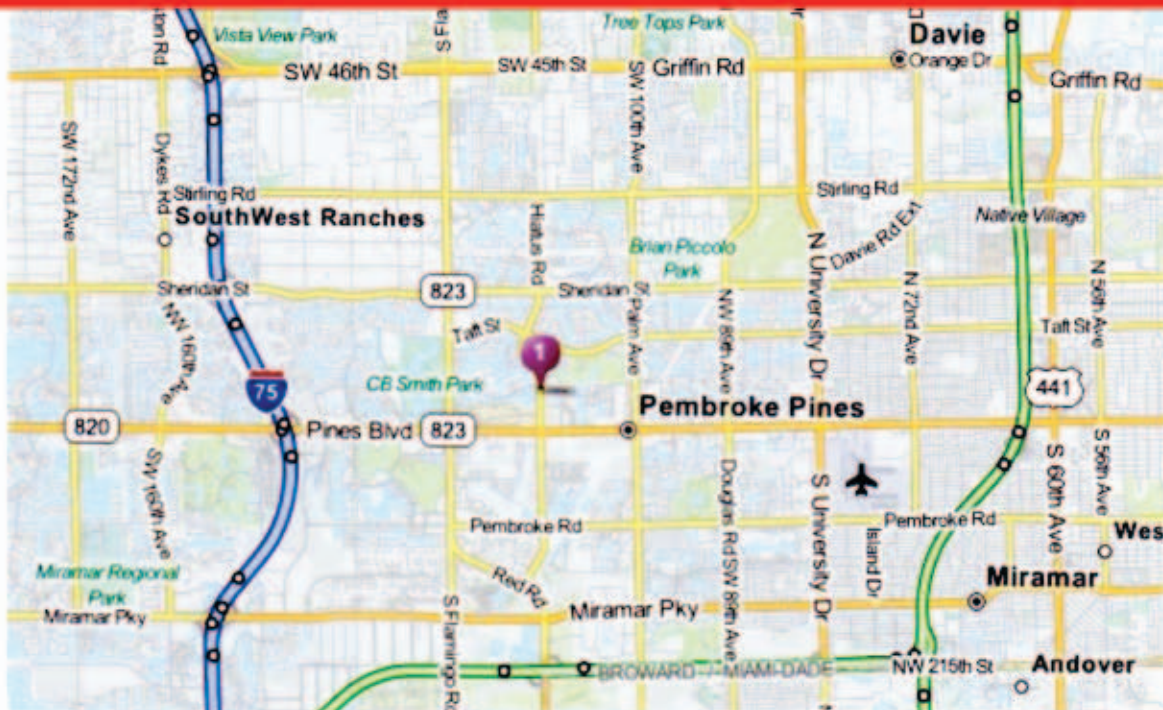 Vista View Park
Tree Tops Park
Davie
Orange Dr
SW 46th St
SW 45th St
Griffin Rd
Griffin Rd
SW 172nd Ave
Dykes Rd
SW 100th Ave
Stirling Rd
Stirling Rd
SouthWest Ranches
Hiatus Rd
Native Village
Davie Rd Ext
Brian Piccolo
Park
N University Dr
N 72nd Ave
N 56th Ave
Sheridan St
823
Sheridan St
Palm Ave
NW 89th Ave
NW 160th Ave
Taft St
Taft St
1
75
CB Smith Park
441
Pembroke Pines
820
Pines Blvd
823
SW 160th Ave
Douglas Rd
SW 89th Ave
S University Dr
S 60th Ave
S 56th Ave
Pembroke Rd
Pembroke Rd
Island Dr
Wes
Miramar Regional
Park
Red Rd
Miramar
Miramar Pky
Miramar Pky
S Flamingo Rd
BROWARD / MIAMI-DADE
NW 215th St
Andover